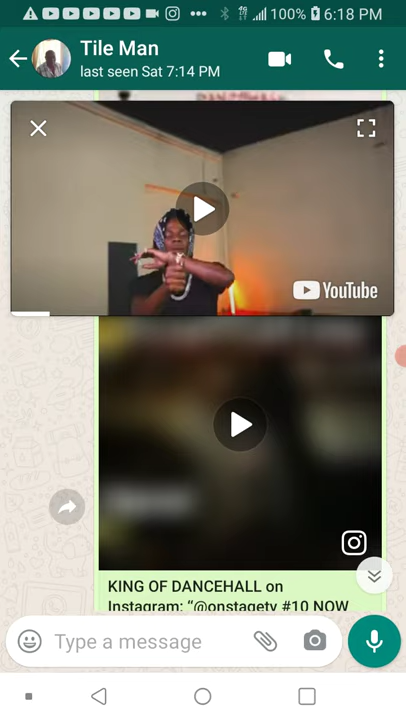 100% 6:18 PM
Tile Man
last seen Sat 7:14 PM
YouTube
KING OF DANCEHALL on
Instagram: “@onstagetv #10 NOW
Type a message